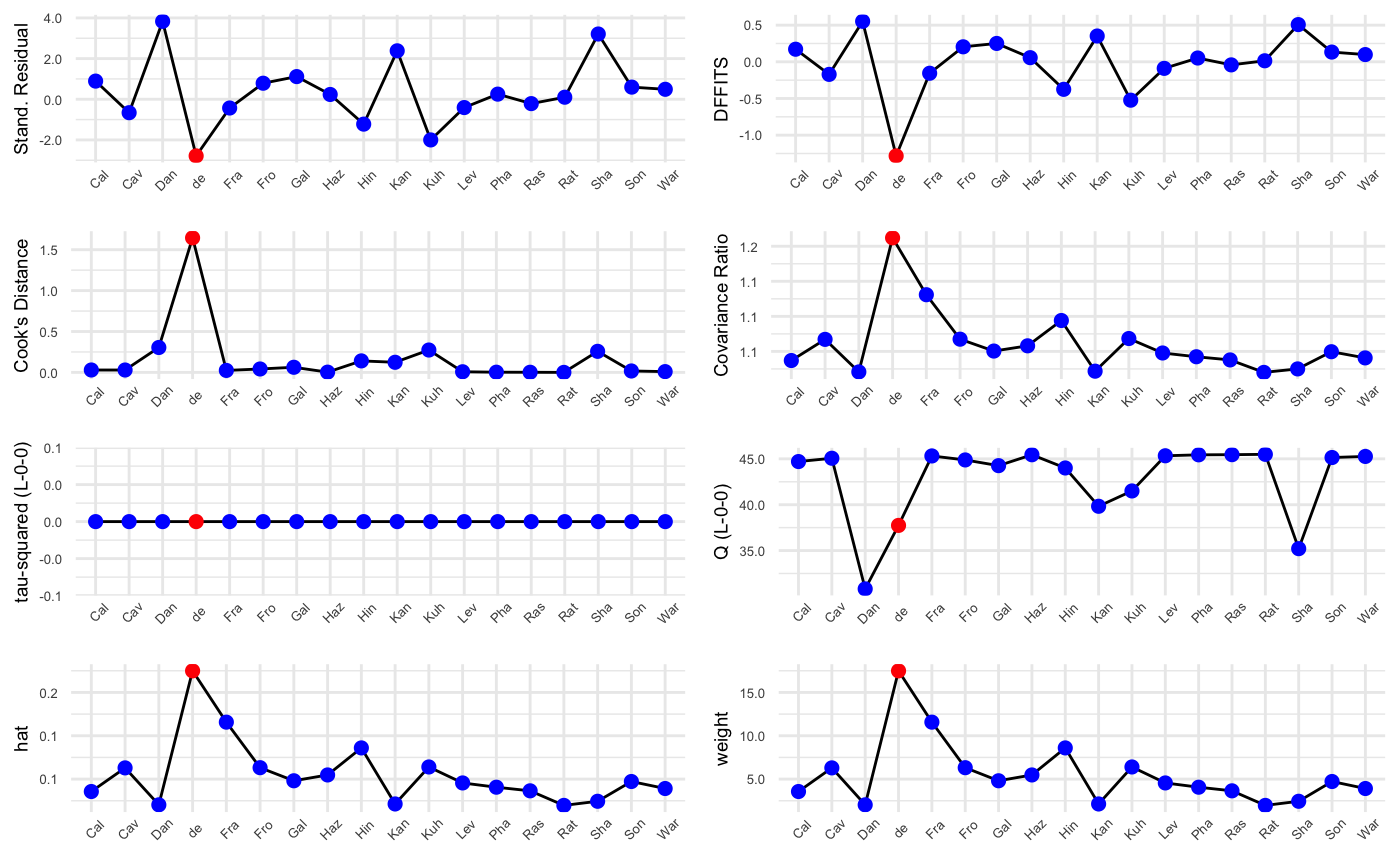 Stand. Residual
4.0
2.0
0.0
-2.0
Cal Cav Dan de Fra Fro Gal Haz Hin Kan Kuh Lev Pha Ras Rat Sha Son War
DFFITS
0.5
0.0
-0.5
-1.0
Cal Cav Dan de Fra Fro Gal Haz Hin Kan Kuh Lev Pha Ras Rat Sha Son War
Cook's Distance
1.5
1.0
0.5
0.0
Cal Cav Dan de Fra Fro Gal Haz Hin Kan Kuh Lev Pha Ras Rat Sha Son War
Covariance Ratio
1.2
1.1
1.1
1.1
Cal Cav Dan de Fra Fro Gal Haz Hin Kan Kuh Lev Pha Ras Rat Sha Son War
tau-squared (L-0-0)
0.1
0.0
0.0
-0.0
-0.1
Cal Cav Dan de Fra Fro Gal Haz Hin Kan Kuh Lev Pha Ras Rat Sha Son War
Q (L-0-0)
45.0
40.0
35.0
Cal Cav Dan de Fra Fro Gal Haz Hin Kan Kuh Lev Pha Ras Rat Sha Son War
hat
0.2
0.1
0.1
Cal Cav Dan de Fra Fro Gal Haz Hin Kan Kuh Lev Pha Ras Rat Sha Son War
weight
15.0
10.0
5.0
Cal Cav Dan de Fra Fro Gal Haz Hin Kan Kuh Lev Pha Ras Rat Sha Son War